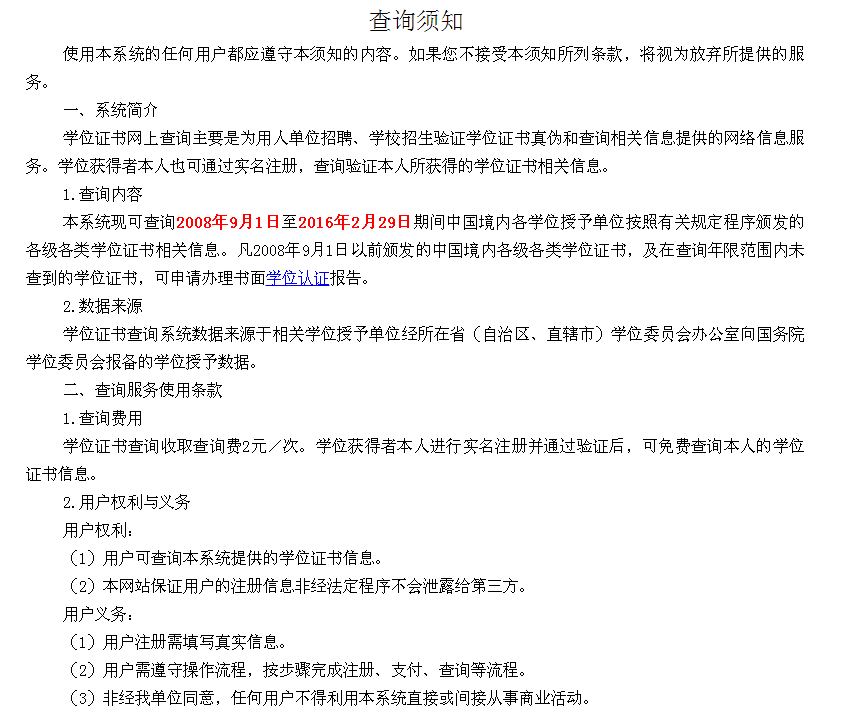 查询须知
使用本系统的任何用户都应遵守本须知的内容。如果您不接受本须知所列条款，将视为放弃所提供的服
务。
一、系统简介
学位证书网上查询主要是为用人单位招聘、学校招生验证学位证书真伪和查询相关信息提供的网络信息服
务。学位获得者本人也可通过实名注册，查询验证本人所获得的学位证书相关信息。
1.查询内容
本系统现可查询2008年9月1日至2016年2月29日期间中国境内各学位授予单位按照有关规定程序颁发的
各级各类学位证书相关信息。凡2008年9月1日以前颁发的中国境内各级各类学位证书，及在查询年限范围内未
查到的学位证书，可申请办理书面学位认证报告。
2.数据来源
学位证书查询系统数据来源于相关学位授予单位经所在省（自治区、直辖市）学位委员会办公室向国务院
学位委员会报备的学位授予数据。
二、查询服务使用条款
1.查询费用
学位证书查询收取查询费2元／次。学位获得者本人进行实名注册并通过验证后，可免费查询本人的学位
证书信息。
2.用户权利与义务
用户权利：
（1）用户可查询本系统提供的学位证书信息。
（2）本网站保证用户的注册信息非经法定程序不会泄露给第三方。
用户义务：
（1）用户注册需填写真实信息。
（2）用户需遵守操作流程，按步骤完成注册、支付、查询等流程。
（3）非经我单位同意，任何用户不得利用本系统直接或间接从事商业活动。